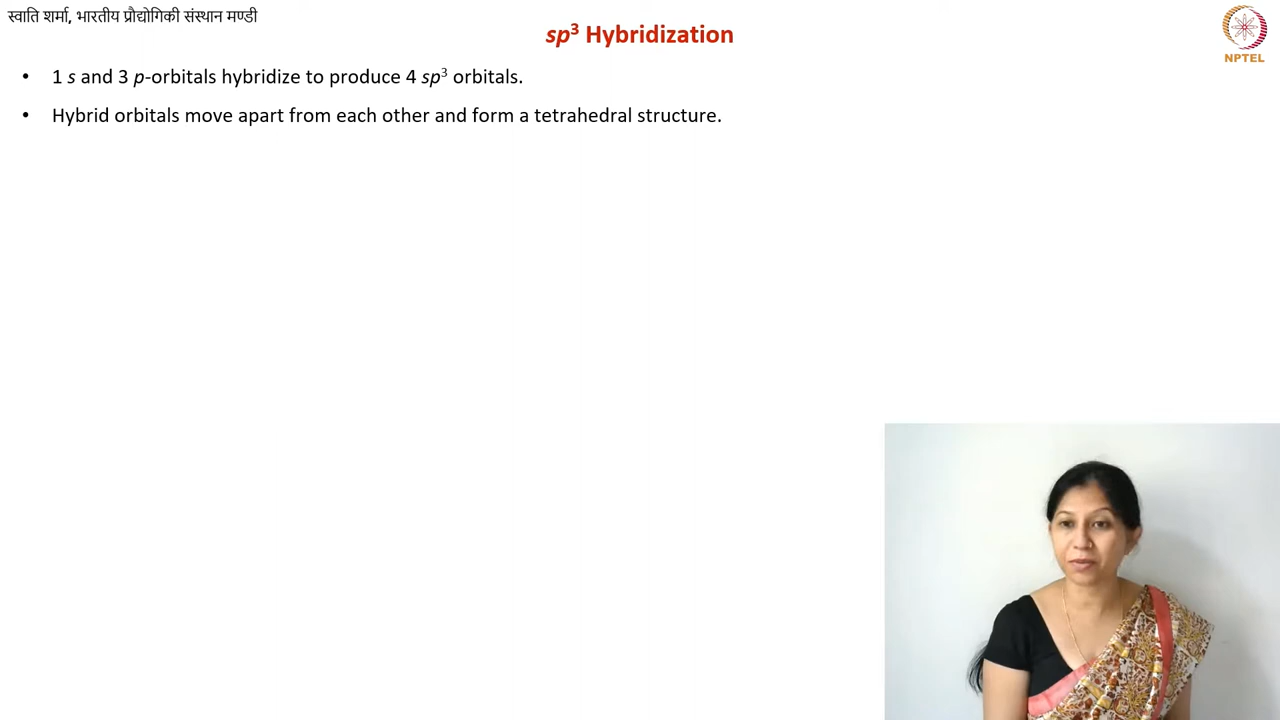 स्वाति शर्मा, भारतीय प्रौद्योगिकी संस्थान मण्डी
sp³ Hybridization
NPTEL
• 1 s and 3 p-orbitals hybridize to produce 4 sp³ orbitals.
• Hybrid orbitals move apart from each other and form a tetrahedral structure.